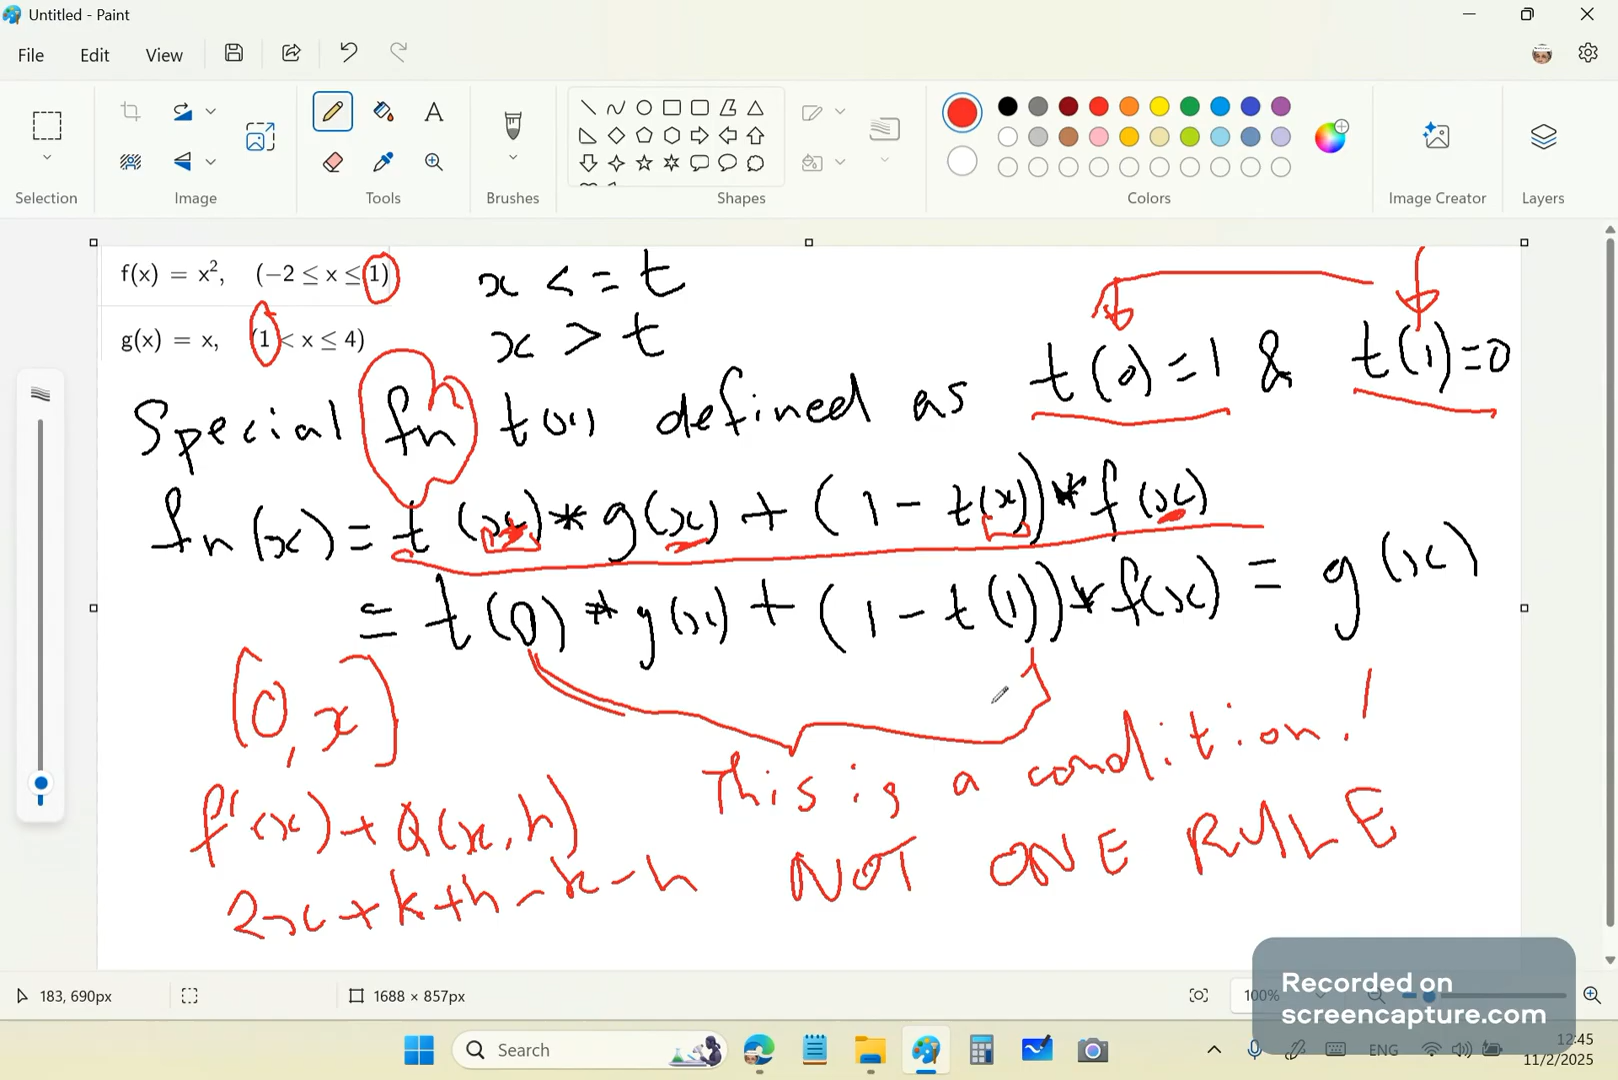 Untitled - Paint
File Edit View
Selection Image Tools Brushes Shapes Colors Image Creator Layers
f(x) = x², (−2 ≤ x ≤ 1)
x <= t
g(x) = x, (1 < x ≤ 4)
x > t
Special fn t() defined as t(0)=1 & t(1)=0
fn(x) = t(x)*g(x) + (1 - t(x))*f(x)
= t(0)*g(x) + (1 - t(1))*f(x) = g(x)
(0, x)
This is a condition!
f'(x) + Q(x,h)
NOT ONE RULE
2x + k + h - k - h
Recorded on
screencapture.com
183, 690px 1688 × 857px 100%
Search
ENG 12:45
11/2/2025